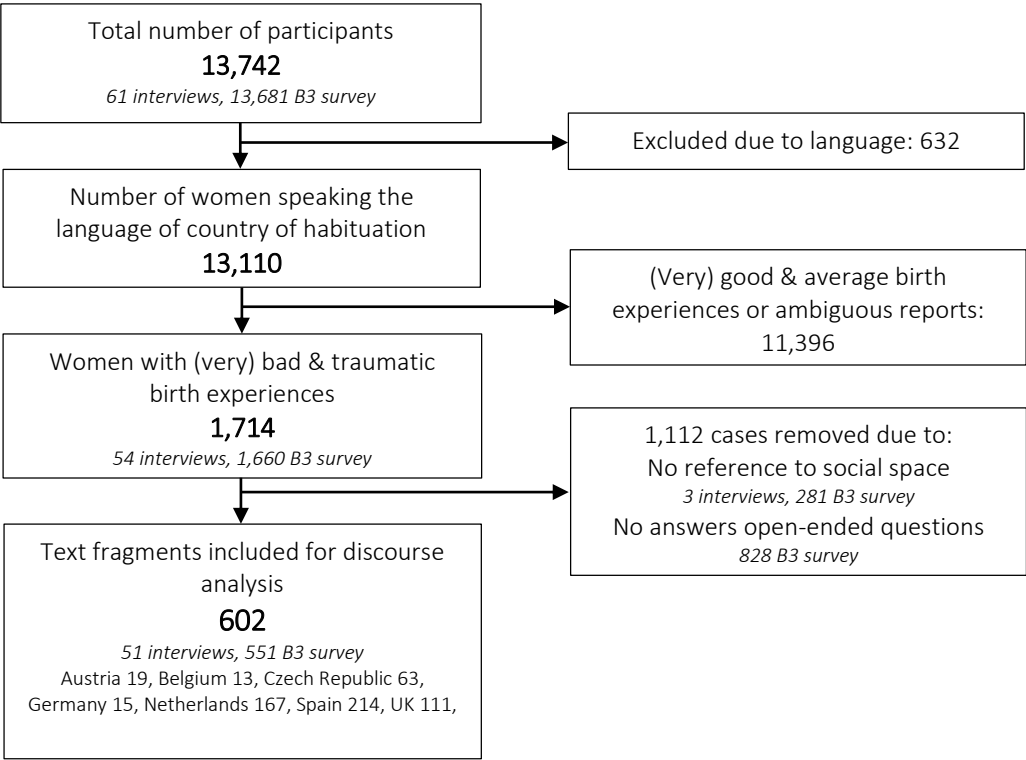 Total number of participants
13,742
61 interviews, 13,681 B3 survey
Excluded due to language: 632
Number of women speaking the
language of country of habituation
13,110
(Very) good & average birth
experiences or ambiguous reports:
11,396
Women with (very) bad & traumatic
birth experiences
1,714
54 interviews, 1,660 B3 survey
1,112 cases removed due to:
No reference to social space
3 interviews, 281 B3 survey
No answers open-ended questions
828 B3 survey
Text fragments included for discourse
analysis
602
51 interviews, 551 B3 survey
Austria 19, Belgium 13, Czech Republic 63,
Germany 15, Netherlands 167, Spain 214, UK 111,